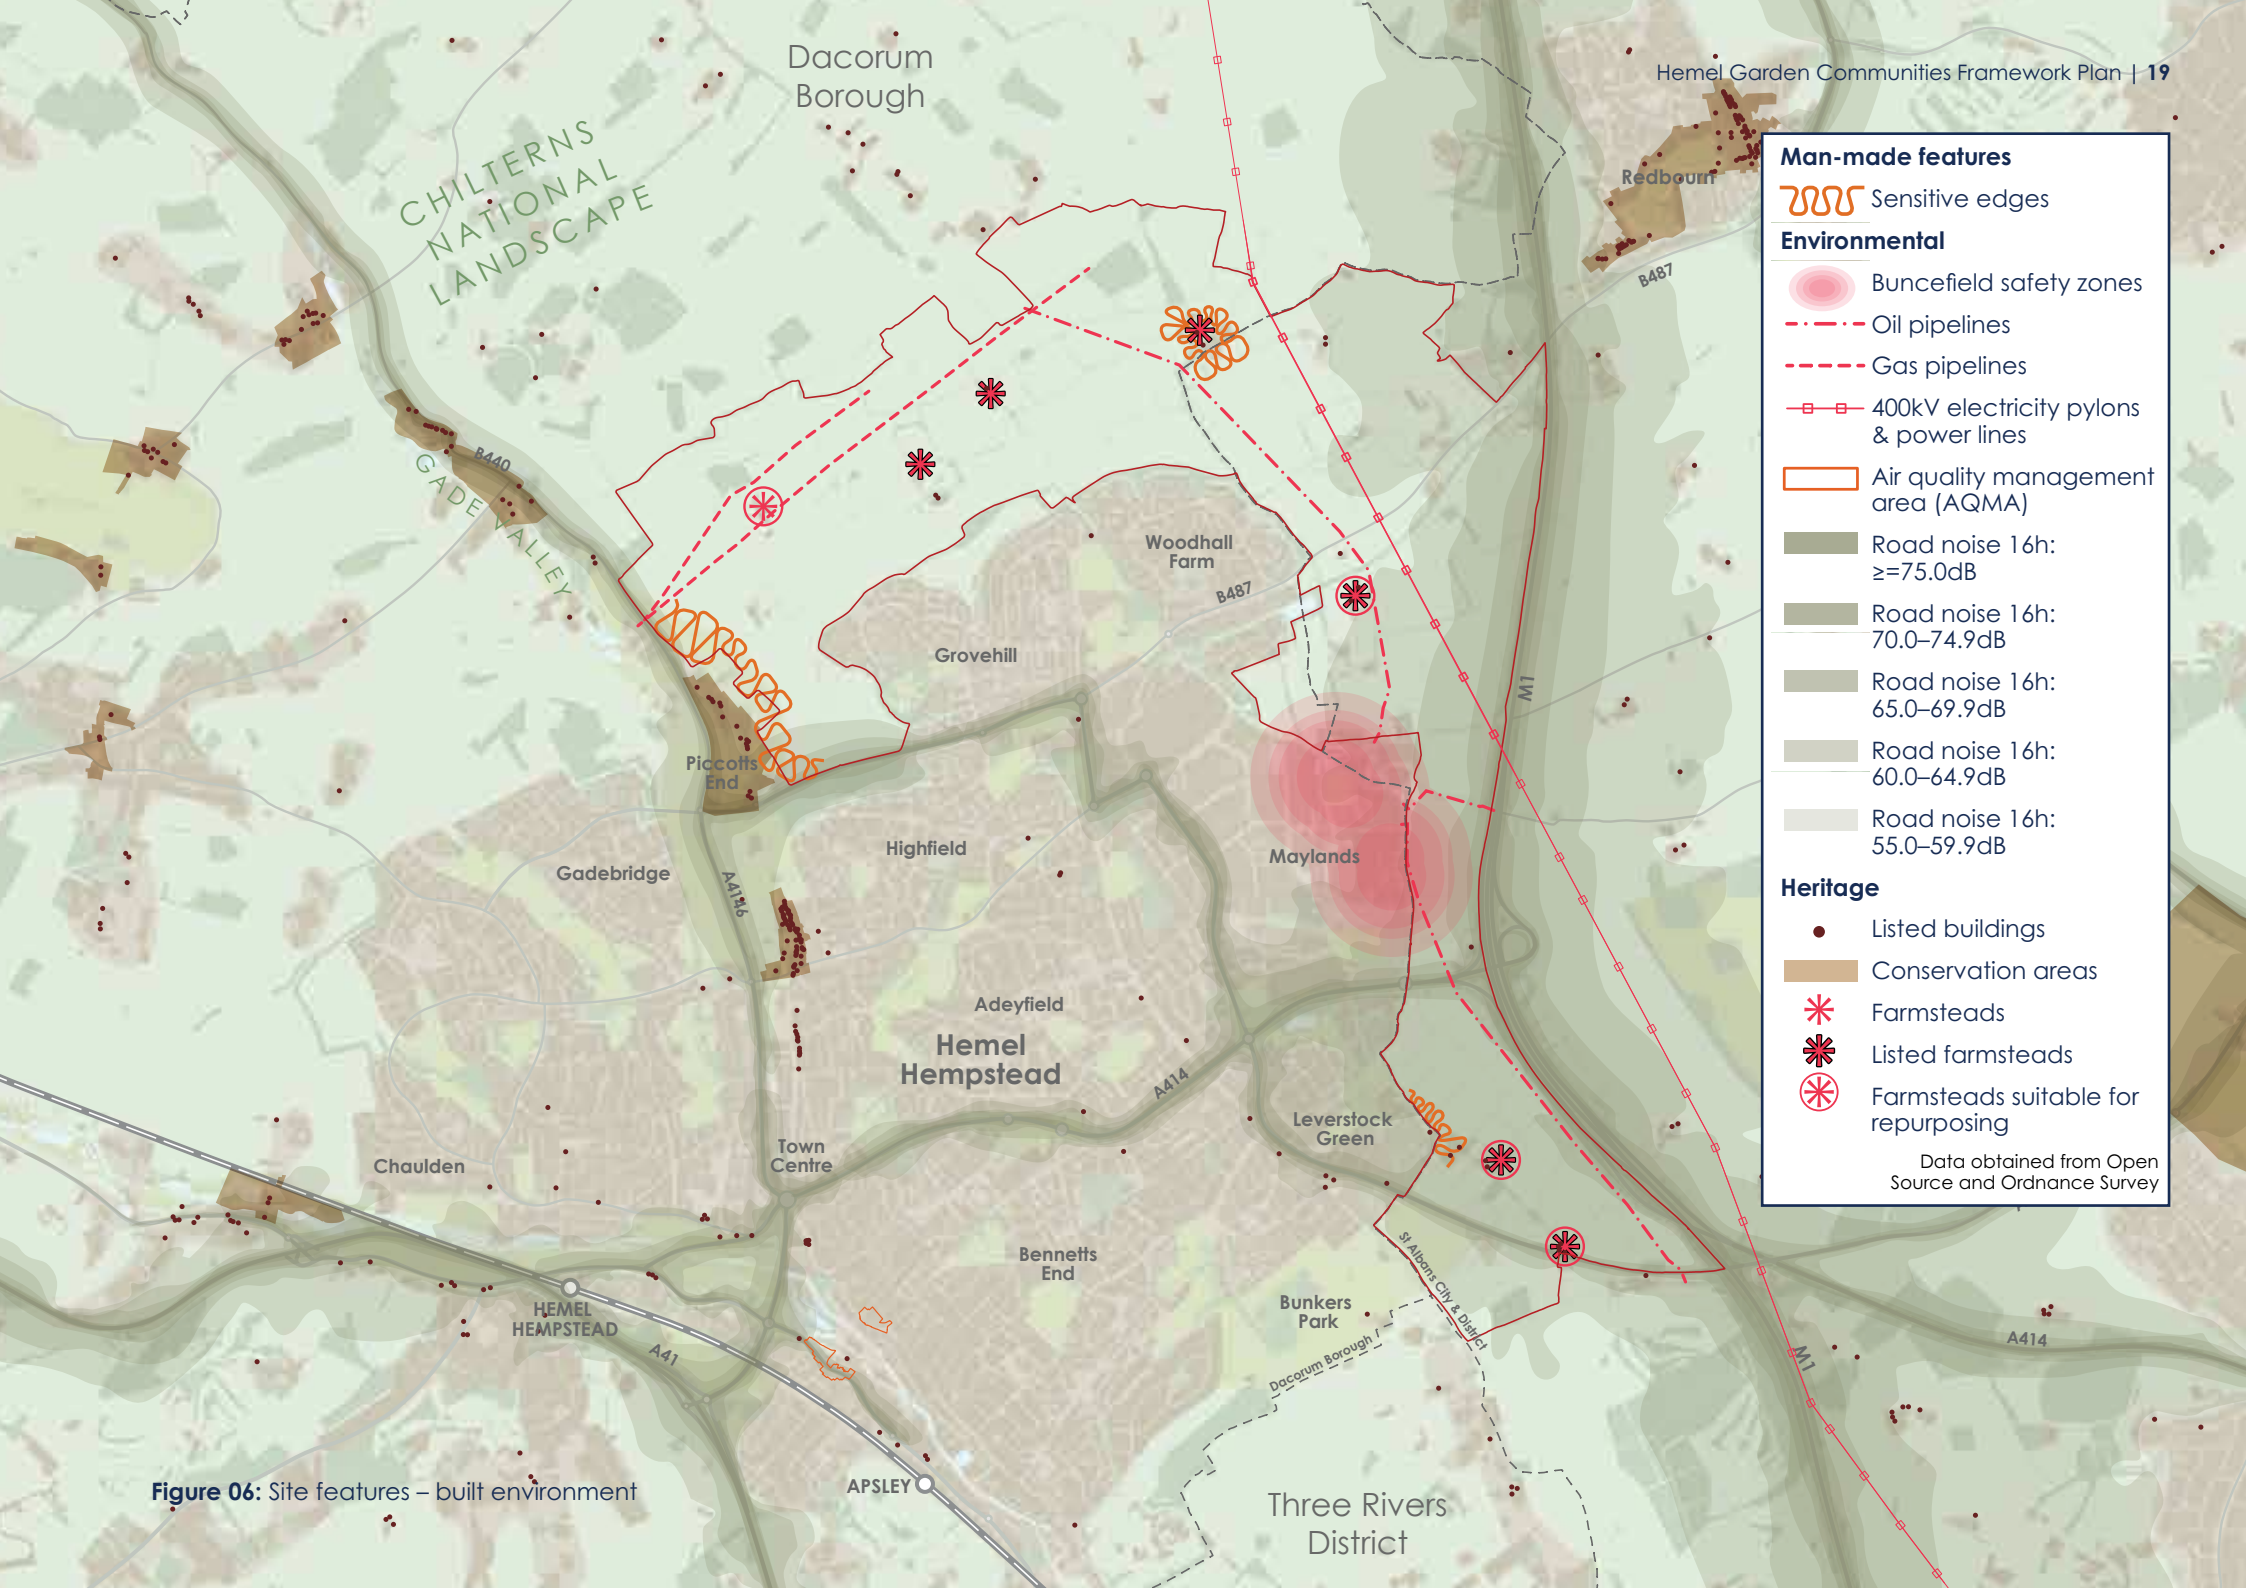 Hemel Garden Communities Framework Plan | 19
Dacorum
Borough
CHILTERNS
NATIONAL
LANDSCAPE
Redbourn
B487
B440
GADE VALLEY
Woodhall
Farm
B487
Grovehill
M1
Piccotts
End
Highfield
Gadebridge
Maylands
A4146
Adeyfield
Hemel
Hempstead
A414
Leverstock
Green
Town
Centre
Chaulden
Bennetts
End
St Albans City & District
Bunkers
Park
Dacorum Borough
HEMEL
HEMPSTEAD
A41
A414
M1
APSLEY
Three Rivers
District
Man-made features
Sensitive edges
Environmental
Buncefield safety zones
Oil pipelines
Gas pipelines
400kV electricity pylons
& power lines
Air quality management
area (AQMA)
Road noise 16h:
≥=75.0dB
Road noise 16h:
70.0–74.9dB
Road noise 16h:
65.0–69.9dB
Road noise 16h:
60.0–64.9dB
Road noise 16h:
55.0–59.9dB
Heritage
Listed buildings
Conservation areas
Farmsteads
Listed farmsteads
Farmsteads suitable for
repurposing
Data obtained from Open
Source and Ordnance Survey
Figure 06: Site features – built environment